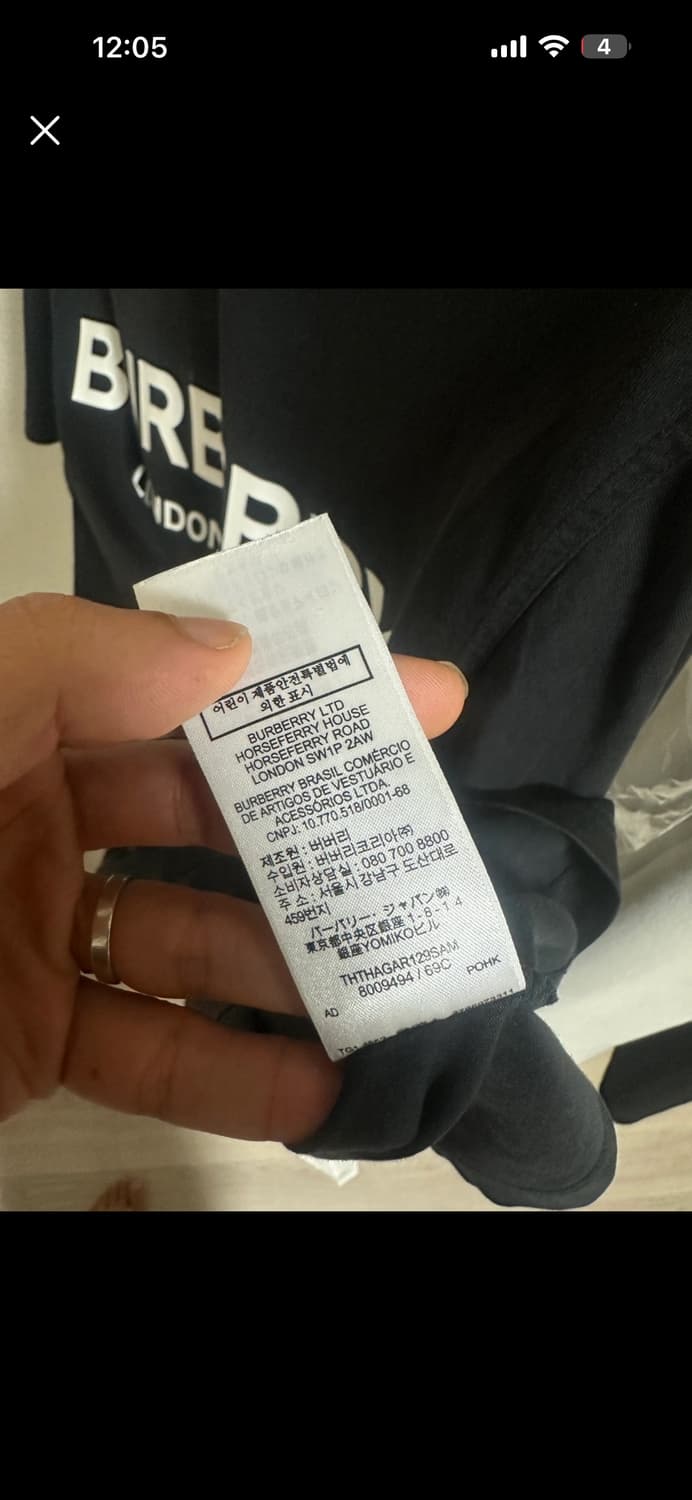 12:05
4
BURBE
LONDON
어린이 제품안전특별법에
의한 표시
BURBERRY LTD
HORSEFERRY HOUSE
HORSEFERRY ROAD
LONDON SW1P 2AW
BURBERRY BRASIL COMERCIO
DE ARTIGOS DE VESTUÁRIO E
ACESSÓRIOS LTDA.
CNPJ: 10.770.518/0001-68
제조원 : 버버리
수입원 : 버버리코리아㈜
소비자상담실 : 080 700 8800
주 소 : 서울시 강남구 도산대로
459번지
バーバリー・ジャパン㈱
東京都中央区銀座 1-8-14
銀座YOMIKOビル
THTHAGAR129SAM
8009494 / 69C
POHK
AD